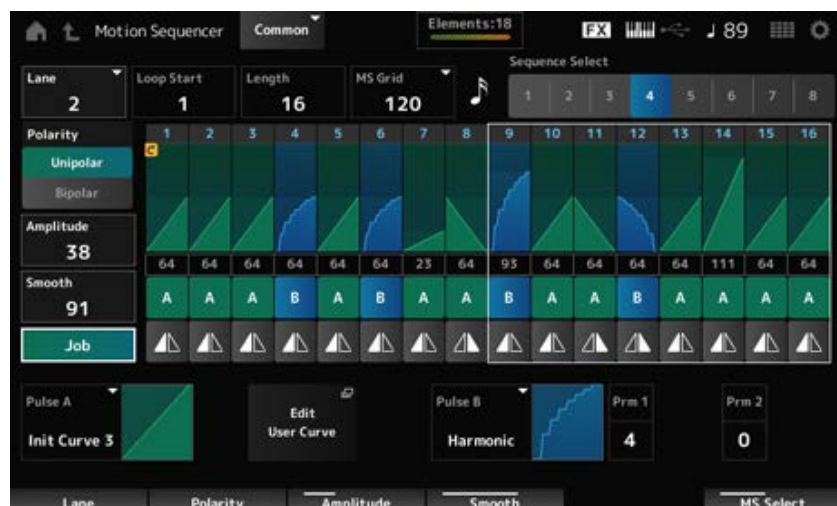 Motion Sequencer Common Elements:18 FX 89
Sequence Select
Lane Loop Start Length MS Grid
2 1 16 120 1 2 3 4 5 6 7 8
Polarity 1 2 3 4 5 6 7 8 9 10 11 12 13 14 15 16
C
Unipolar
Bipolar
Amplitude
38
64 64 64 64 64 64 23 64 93 64 64 64 64 111 64 64
Smooth
91
A A A B A B A A B A A B A A A A
Job
Pulse A Edit User Curve Pulse B Prm 1 Prm 2
Init Curve 3 Harmonic 4 0
Lane Polarity Amplitude Smooth MS Select